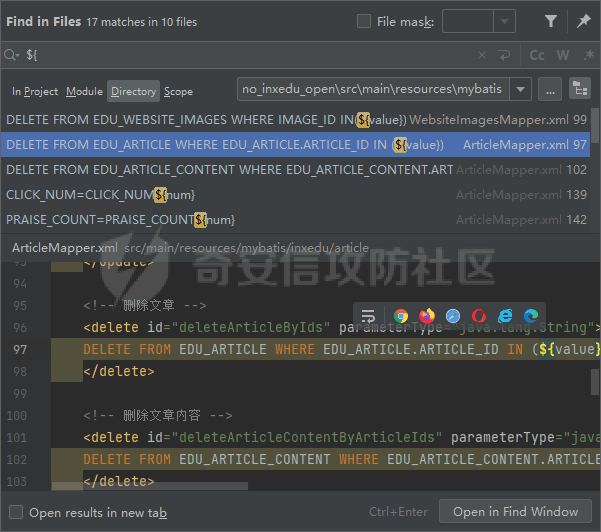 Find in Files 17 matches in 10 files File mask:
${ Cc W .*
In Project Module Directory Scope no_inxedu_open\src\main\resources\mybatis ...
DELETE FROM EDU_WEBSITE_IMAGES WHERE IMAGE_ID IN(${value}) WebsiteImagesMapper.xml 99
DELETE FROM EDU_ARTICLE WHERE EDU_ARTICLE.ARTICLE_ID IN (${value}) ArticleMapper.xml 97
DELETE FROM EDU_ARTICLE_CONTENT WHERE EDU_ARTICLE_CONTENT.ART ArticleMapper.xml 102
CLICK_NUM=CLICK_NUM${num} ArticleMapper.xml 139
PRAISE_COUNT=PRAISE_COUNT${num} ArticleMapper.xml 142
ArticleMapper.xml src/main/resources/mybatis/inxedu/article
奇安信攻防社区
93 </update>
94
95 <!-- 删除文章 -->
96 <delete id="deleteArticleByIds" parameterType="java.lang.String">
97 DELETE FROM EDU_ARTICLE WHERE EDU_ARTICLE.ARTICLE_ID IN (${value}
98 </delete>
99
100 <!-- 删除文章内容 -->
101 <delete id="deleteArticleContentByArticleIds" parameterType="java
102 DELETE FROM EDU_ARTICLE_CONTENT WHERE EDU_ARTICLE_CONTENT.ARTICLE
103 </delete>
Open results in new tab Ctrl+Enter Open in Find Window